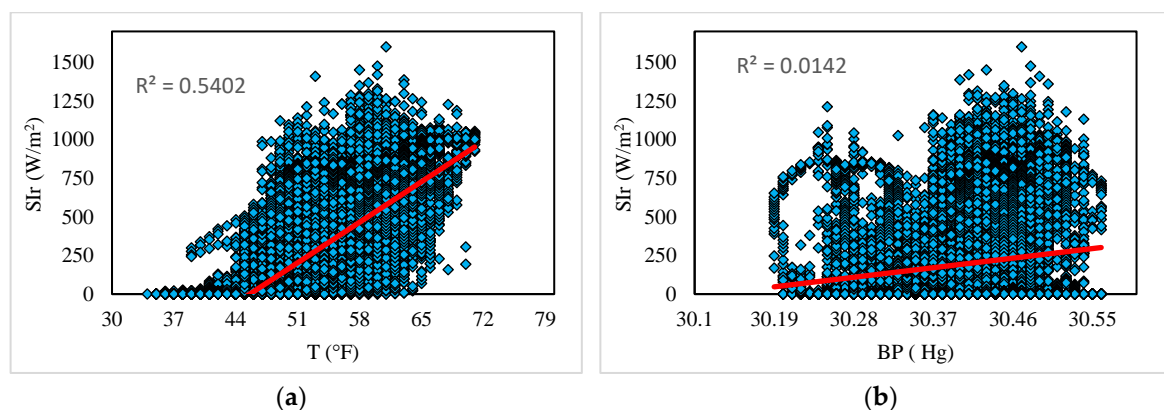 R² = 0.5402
SIr (W/m²)
1500
1250
1000
750
500
250
0
30 37 44 51 58 65 72 79
T (°F)
(a)
R² = 0.0142
SIr (W/m²)
1500
1250
1000
750
500
250
0
30.1 30.19 30.28 30.37 30.46 30.55
BP ( Hg)
(b)